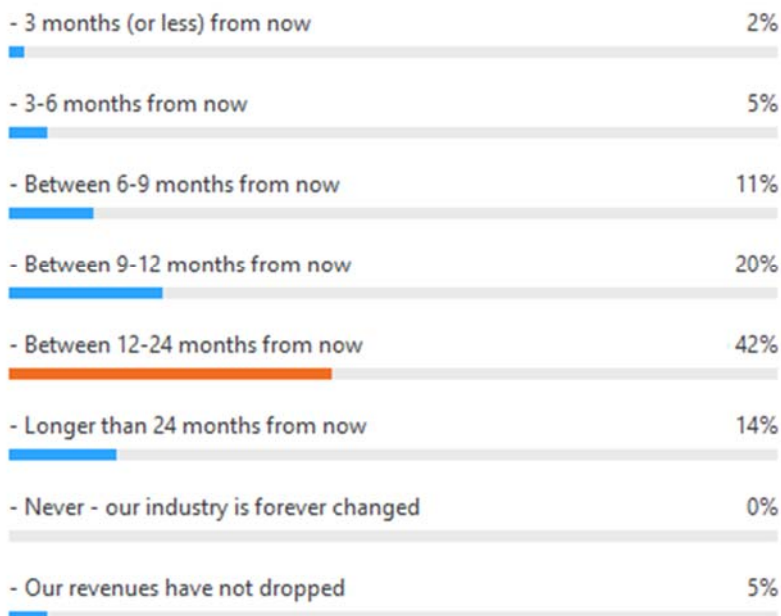 - 3 months (or less) from now 2%
- 3-6 months from now 5%
- Between 6-9 months from now 11%
- Between 9-12 months from now 20%
- Between 12-24 months from now 42%
- Longer than 24 months from now 14%
- Never - our industry is forever changed 0%
- Our revenues have not dropped 5%